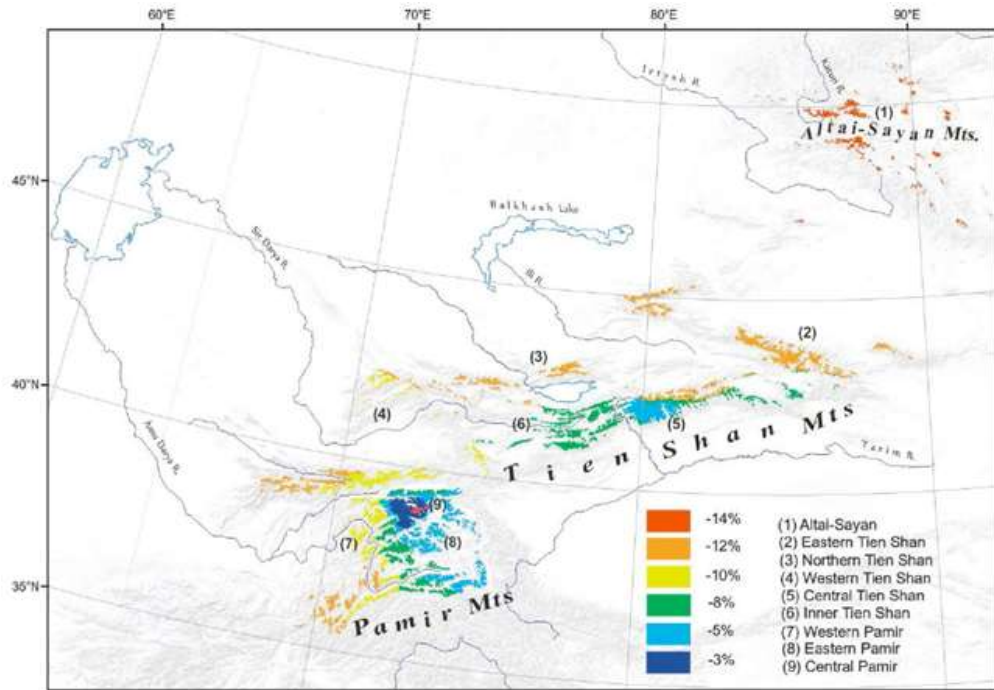 60°E 70°E 80°E 90°E
Irtysh R.
Katun R.
(1)
Altai-Sayan Mts.
45°N
Balkhash Lake
Sir Darya R.
Ili R.
(2)
(3)
40°N
(4)
(6)
(5)
Tien Shan Mts
Amu Darya R.
Tarim R.
(9)
(7)
(8)
35°N
Pamir Mts
-14%
-12%
-10%
-8%
-5%
-3%
(1) Altai-Sayan
(2) Eastern Tien Shan
(3) Northern Tien Shan
(4) Western Tien Shan
(5) Central Tien Shan
(6) Inner Tien Shan
(7) Western Pamir
(8) Eastern Pamir
(9) Central Pamir